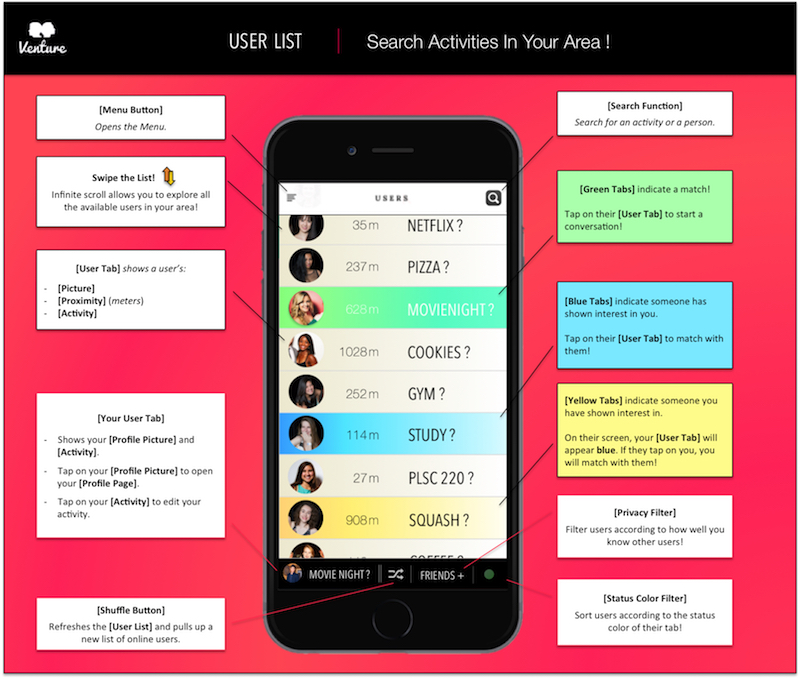 Venture
USER LIST
Search Activities In Your Area !
[Menu Button]
Opens the Menu.
Swipe the List!
Infinite scroll allows you to explore all
the available users in your area!
[User Tab] shows a user's:
- [Picture]
- [Proximity] (meters)
- [Activity]
[Your User Tab]
- Shows your [Profile Picture] and
[Activity].
- Tap on your [Profile Picture] to open
your [Profile Page].
- Tap on your [Activity] to edit your
activity.
[Shuffle Button]
Refreshes the [User List] and pulls up a
new list of online users.
USERS
35 m NETFLIX ?
237 m PIZZA ?
628 m MOVIENIGHT ?
1028 m COOKIES ?
252 m GYM ?
114 m STUDY ?
27 m PLSC 220 ?
908 m SQUASH ?
COFFEE ?
MOVIE NIGHT ?
FRIENDS +
[Search Function]
Search for an activity or a person.
[Green Tabs] indicate a match!
Tap on their [User Tab] to start a
conversation!
[Blue Tabs] indicate someone has
shown interest in you.
Tap on their [User Tab] to match with
them!
[Yellow Tabs] indicate someone you
have shown interest in.
On their screen, your [User Tab] will
appear blue. If they tap on you, you
will match with them!
[Privacy Filter]
Filter users according to how well you
know other users!
[Status Color Filter]
Sort users according to the status
color of their tab!